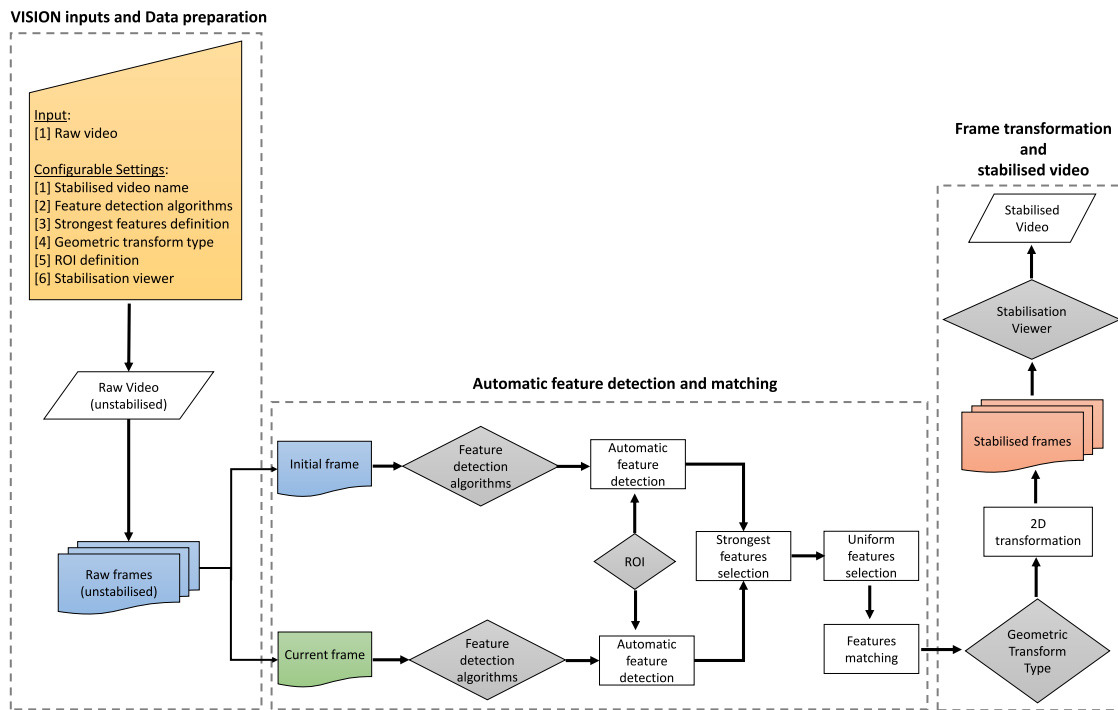 VISION inputs and Data preparation
Input:
[1] Raw video
Configurable Settings:
[1] Stabilised video name
[2] Feature detection algorithms
[3] Strongest features definition
[4] Geometric transform type
[5] ROI definition
[6] Stabilisation viewer
Raw Video
(unstabilised)
Raw frames
(unstabilised)
Automatic feature detection and matching
Initial frame
Feature
detection
algorithms
Automatic
feature
detection
ROI
Current frame
Feature
detection
algorithms
Automatic
feature
detection
Strongest
features
selection
Uniform
features
selection
Features
matching
Frame transformation
and
stabilised video
Stabilised
Video
Stabilisation
Viewer
Stabilised frames
2D
transformation
Geometric
Transform
Type